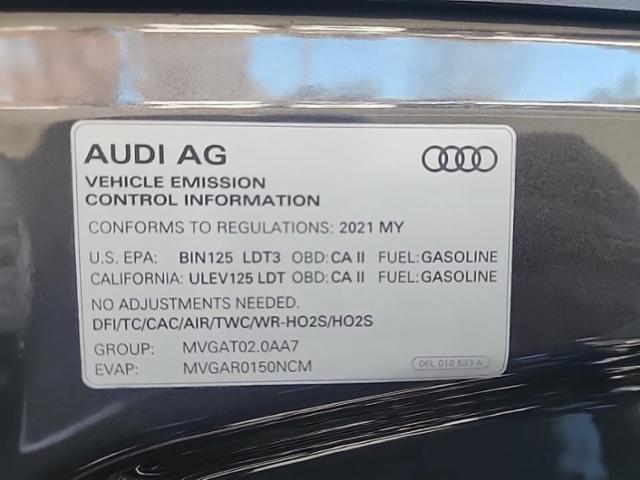 AUDI AG
VEHICLE EMISSION
CONTROL INFORMATION
CONFORMS TO REGULATIONS: 2021 MY
U.S. EPA: BIN125 LDT3 OBD:CA II FUEL:GASOLINE
CALIFORNIA: ULEV125 LDT OBD:CA II FUEL:GASOLINE
NO ADJUSTMENTS NEEDED.
DFI/TC/CAC/AIR/TWC/WR-HO2S/HO2S
GROUP: MVGAT02.0AA7
EVAP: MVGAR0150NCM
06L 010 533 A